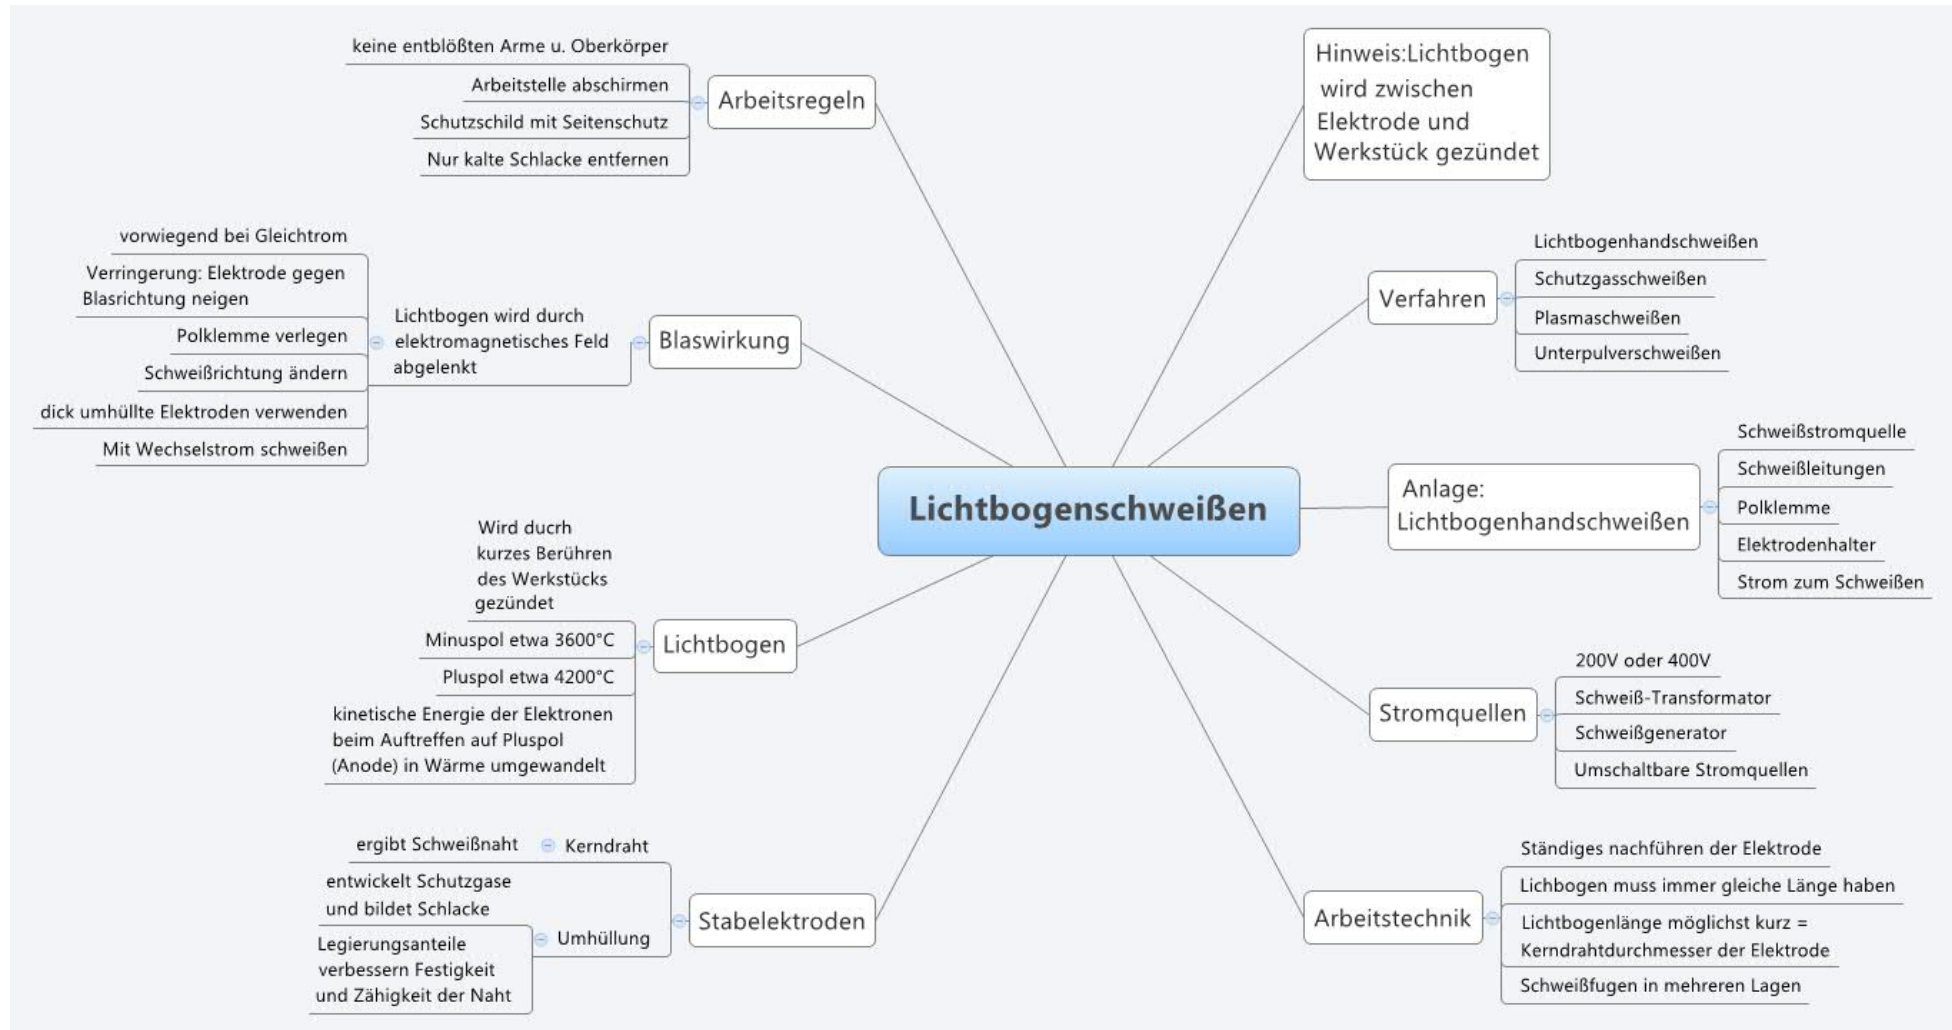 Lichtbogenschweißen
Hinweis:Lichtbogen
wird zwischen
Elektrode und
Werkstück gezündet
Verfahren
Lichtbogenhandschweißen
Schutzgasschweißen
Plasmaschweißen
Unterpulverschweißen
Anlage:
Lichtbogenhandschweißen
Schweißstromquelle
Schweißleitungen
Polklemme
Elektrodenhalter
Strom zum Schweißen
Stromquellen
200V oder 400V
Schweiß-Transformator
Schweißgenerator
Umschaltbare Stromquellen
Arbeitstechnik
Ständiges nachführen der Elektrode
Lichbogen muss immer gleiche Länge haben
Lichtbogenlänge möglichst kurz =
Kerndrahtdurchmesser der Elektrode
Schweißfugen in mehreren Lagen
Arbeitsregeln
keine entblößten Arme u. Oberkörper
Arbeitstelle abschirmen
Schutzschild mit Seitenschutz
Nur kalte Schlacke entfernen
Blaswirkung
Lichtbogen wird durch
elektromagnetisches Feld
abgelenkt
vorwiegend bei Gleichtrom
Verringerung: Elektrode gegen
Blasrichtung neigen
Polklemme verlegen
Schweißrichtung ändern
dick umhüllte Elektroden verwenden
Mit Wechselstrom schweißen
Lichtbogen
Wird ducrh
kurzes Berühren
des Werkstücks
gezündet
Minuspol etwa 3600°C
Pluspol etwa 4200°C
kinetische Energie der Elektronen
beim Auftreffen auf Pluspol
(Anode) in Wärme umgewandelt
Stabelektroden
Kerndraht
ergibt Schweißnaht
Umhüllung
entwickelt Schutzgase
und bildet Schlacke
Legierungsanteile
verbessern Festigkeit
und Zähigkeit der Naht